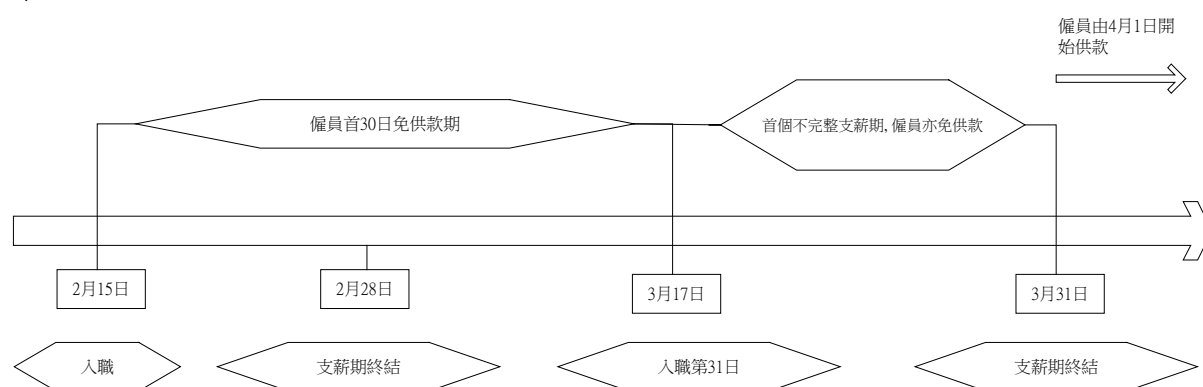 僱員由4月1日開
始供款
僱員首30日免供款期
首個不完整支薪期, 僱員亦免供款
2月15日
2月28日
3月17日
3月31日
入職
支薪期終結
入職第31日
支薪期終結